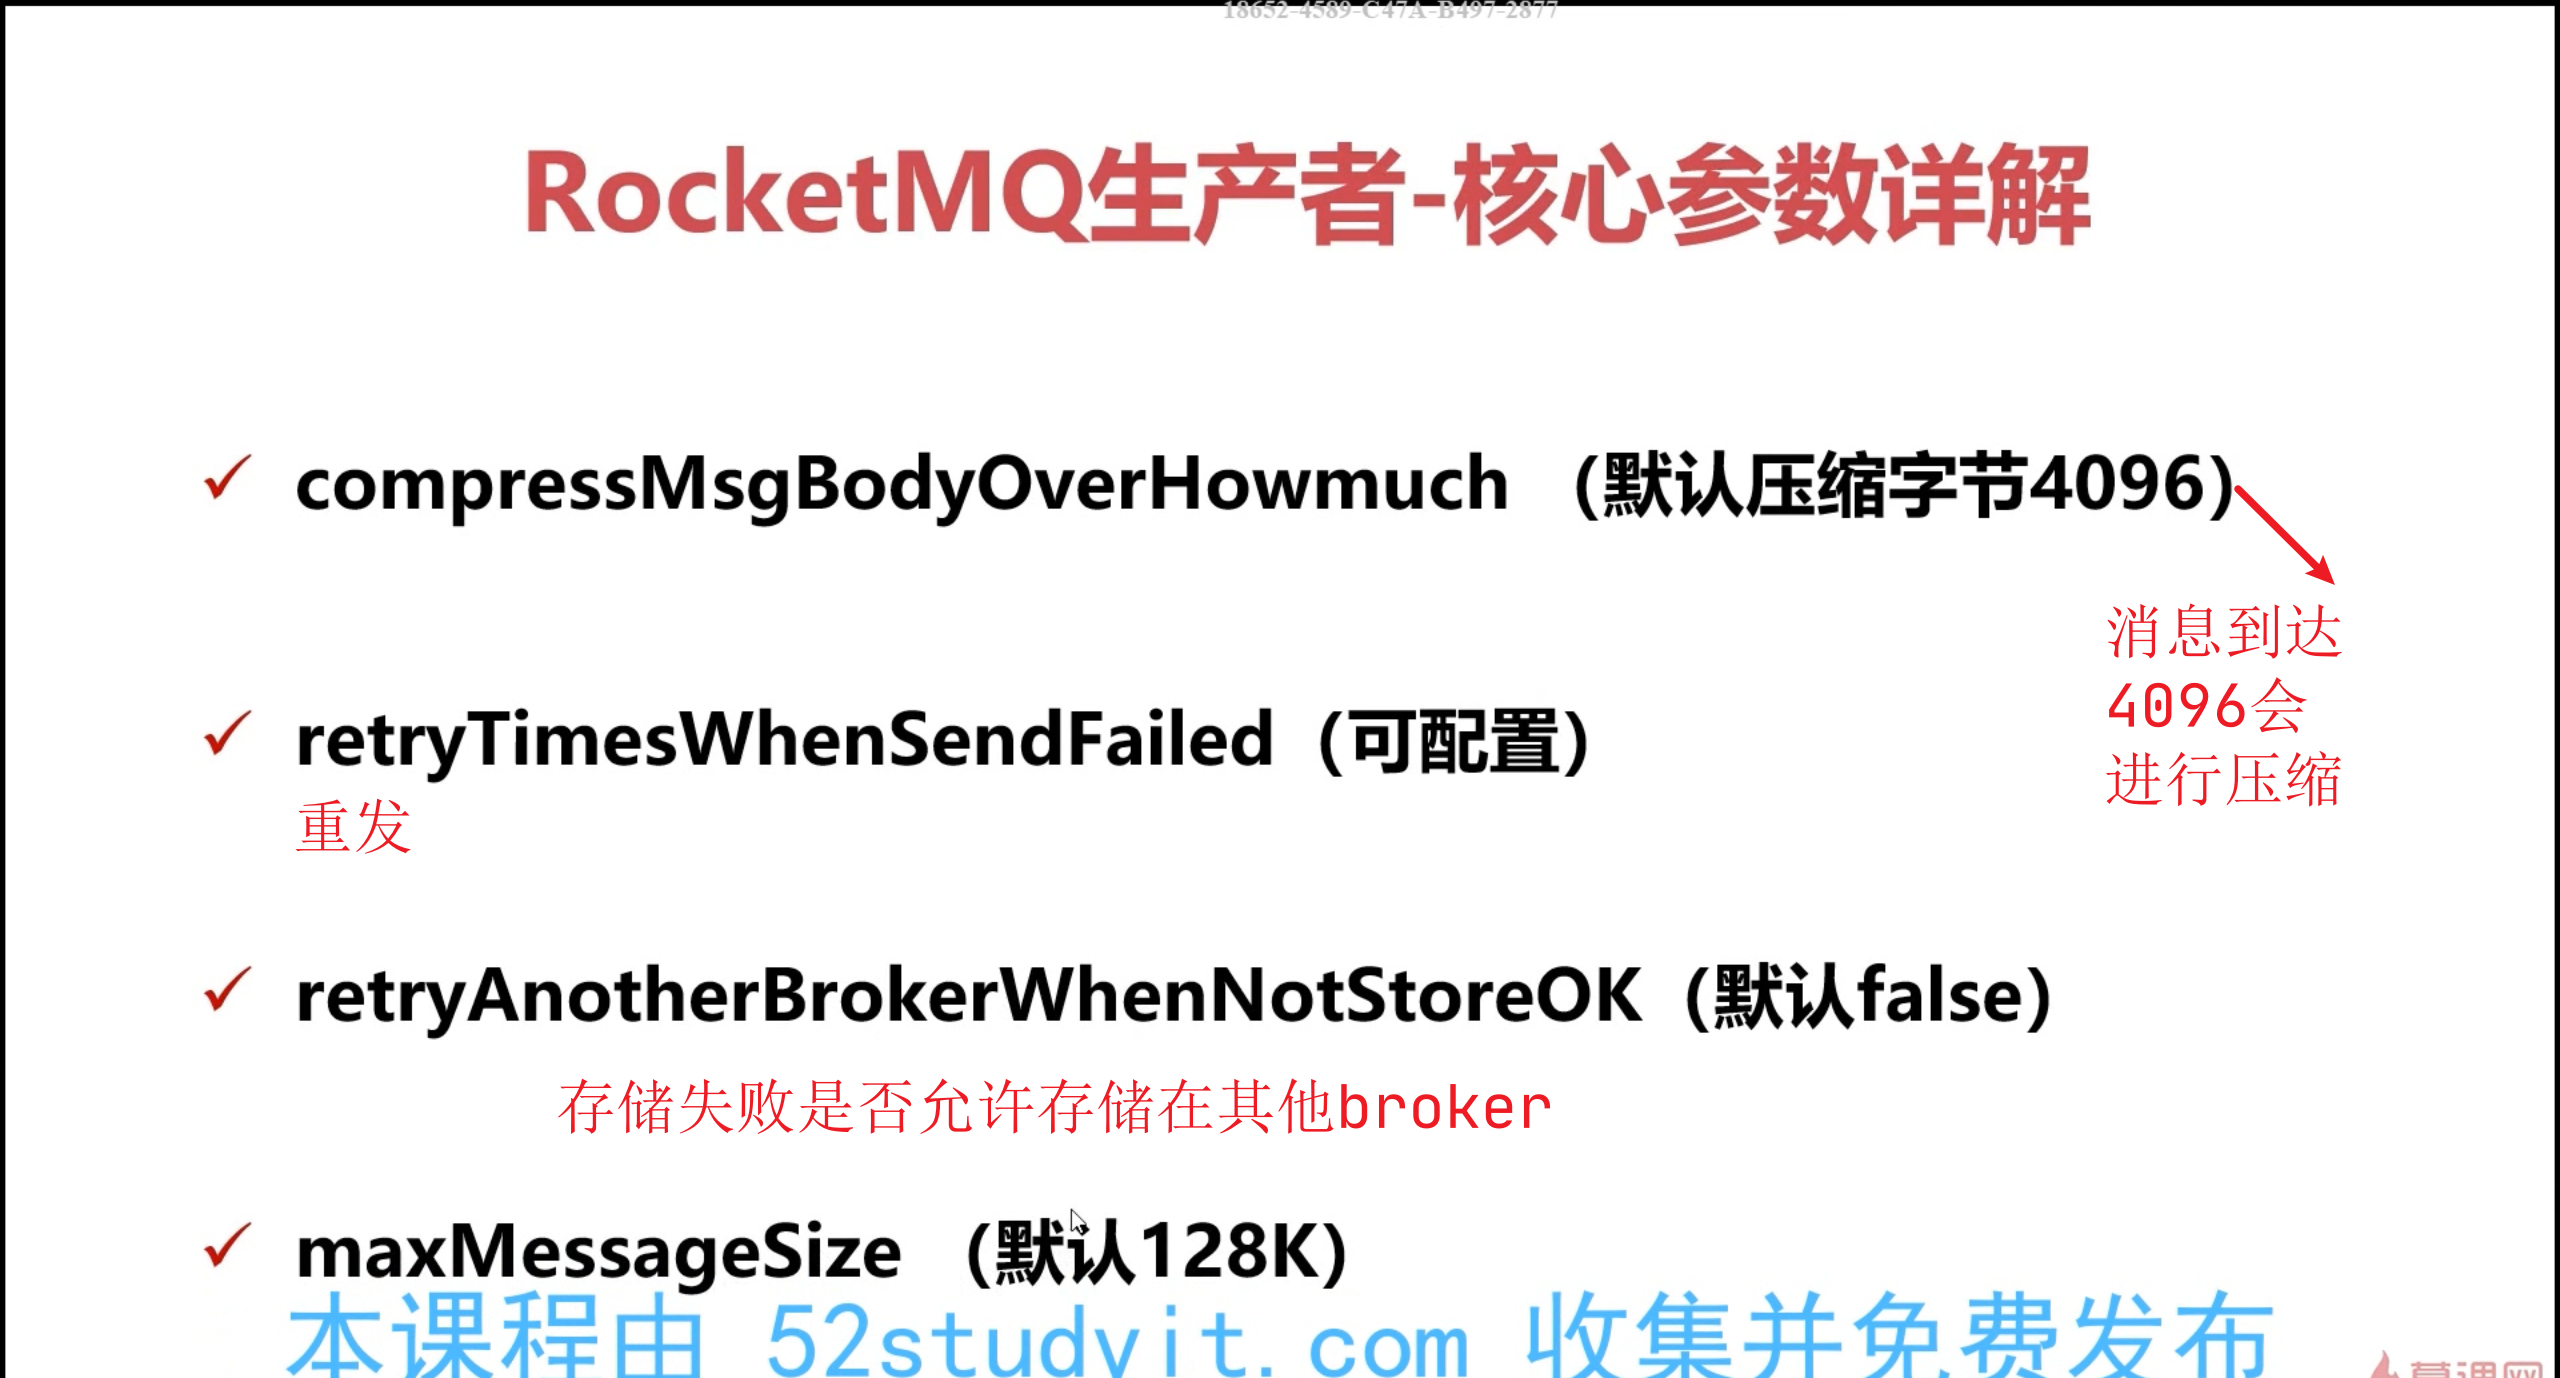 18652-4589-C47A-B497-2877
RocketMQ生产者-核心参数详解
✓ compressMsgBodyOverHowmuch （默认压缩字节4096）
消息到达
4096会
进行压缩
✓ retryTimesWhenSendFailed（可配置）
重发
✓ retryAnotherBrokerWhenNotStoreOK（默认false）
存储失败是否允许存储在其他broker
✓ maxMessageSize （默认128K）
本课程由 52studyit.com 收集并免费发布
慕课网